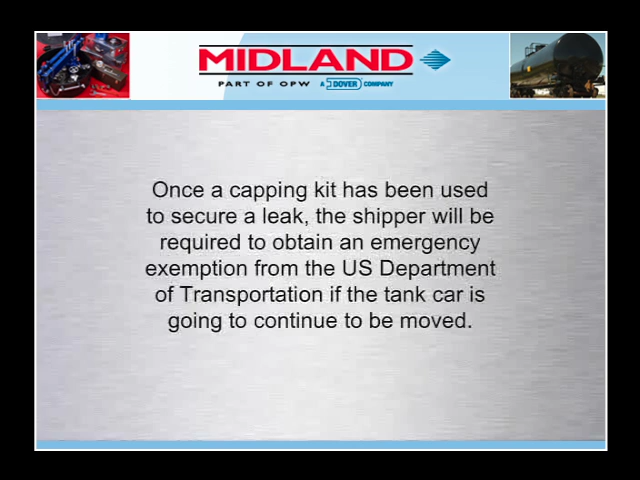 MIDLAND
PART OF OPW A DOVER COMPANY
Once a capping kit has been used
to secure a leak, the shipper will be
required to obtain an emergency
exemption from the US Department
of Transportation if the tank car is
going to continue to be moved.